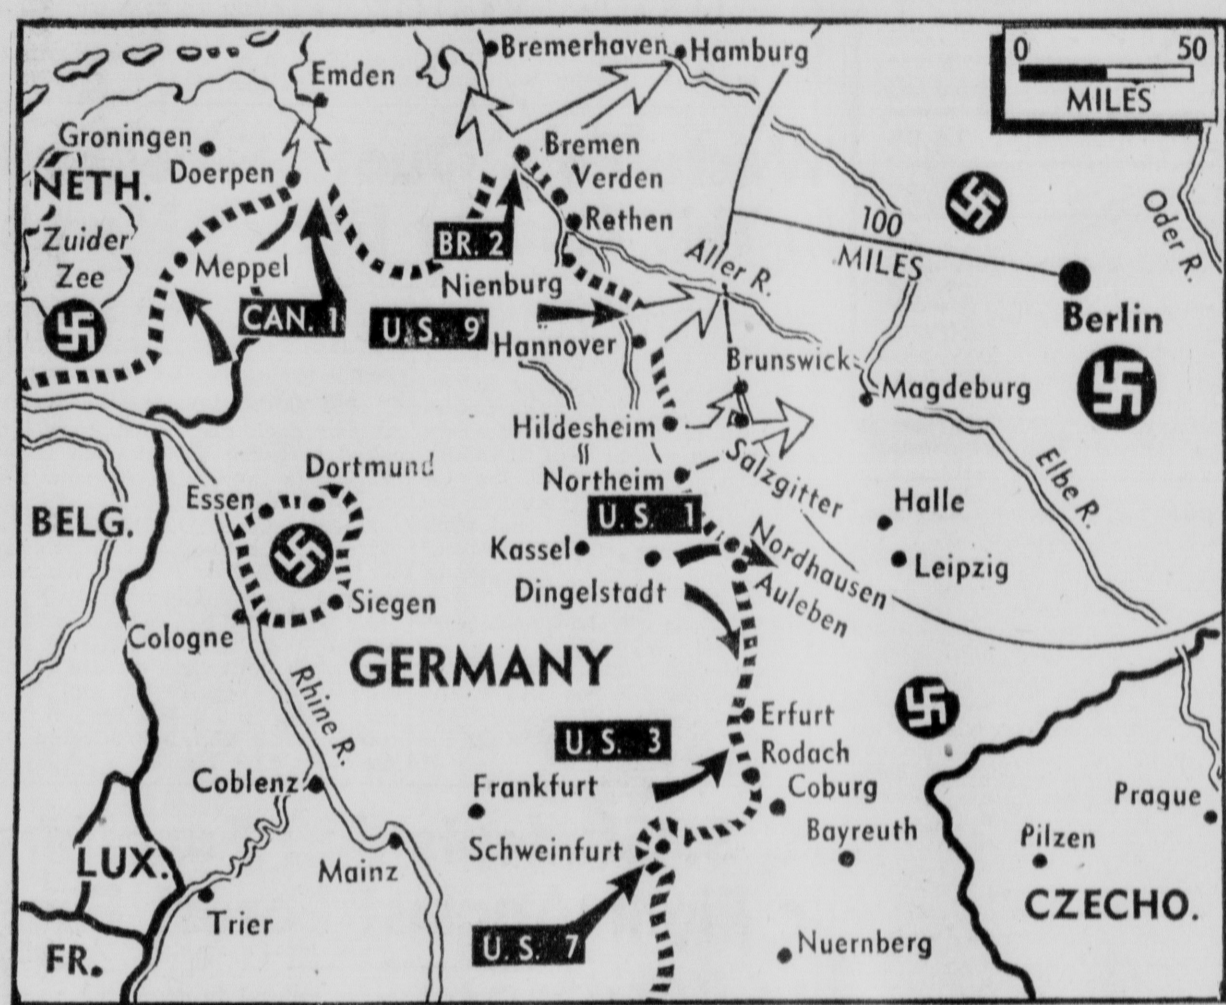 0 50
MILES
Bremerhaven
Hamburg
Emden
Groningen
Doerpen
NETH.
Zuider
Zee
Meppel
Bremen
Verden
Rethen
BR. 2
Nienburg
Aller R.
100
MILES
Oder R.
Berlin
CAN. 1
U. S. 9
Hannover
Brunswick
Magdeburg
Hildesheim
Salzgitter
Elbe R.
Dortmund
Essen
BELG.
Northeim
U. S. 1
Halle
Kassel
Nordhausen
Leipzig
Dingelstadt
Auleben
Siegen
Cologne
GERMANY
Rhine R.
Erfurt
U. S. 3
Rodach
Coblenz
Frankfurt
Coburg
Prague
Schweinfurt
Bayreuth
Pilzen
LUX.
Mainz
CZECHO.
Trier
U. S. 7
Nuernberg
FR.